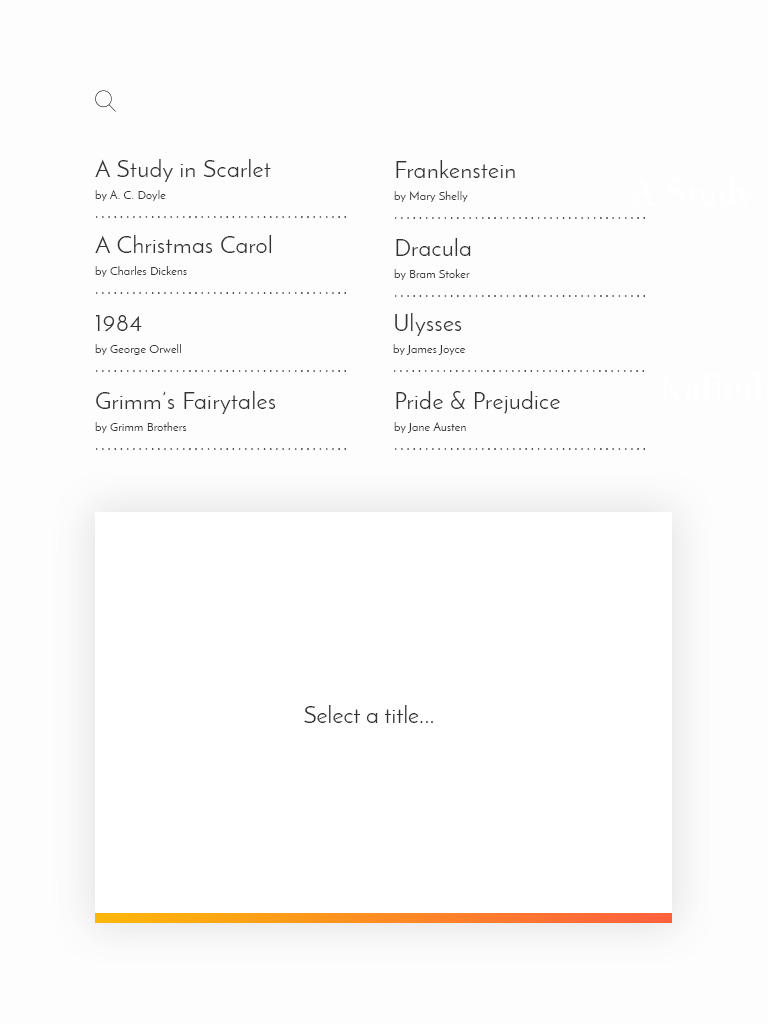 A Study in Scarlet
by A. C. Doyle
A Christmas Carol
by Charles Dickens
1984
by George Orwell
Grimm's Fairytales
by Grimm Brothers
Frankenstein
by Mary Shelly
Dracula
by Bram Stoker
Ulysses
by James Joyce
Pride & Prejudice
by Jane Austen
Select a title...